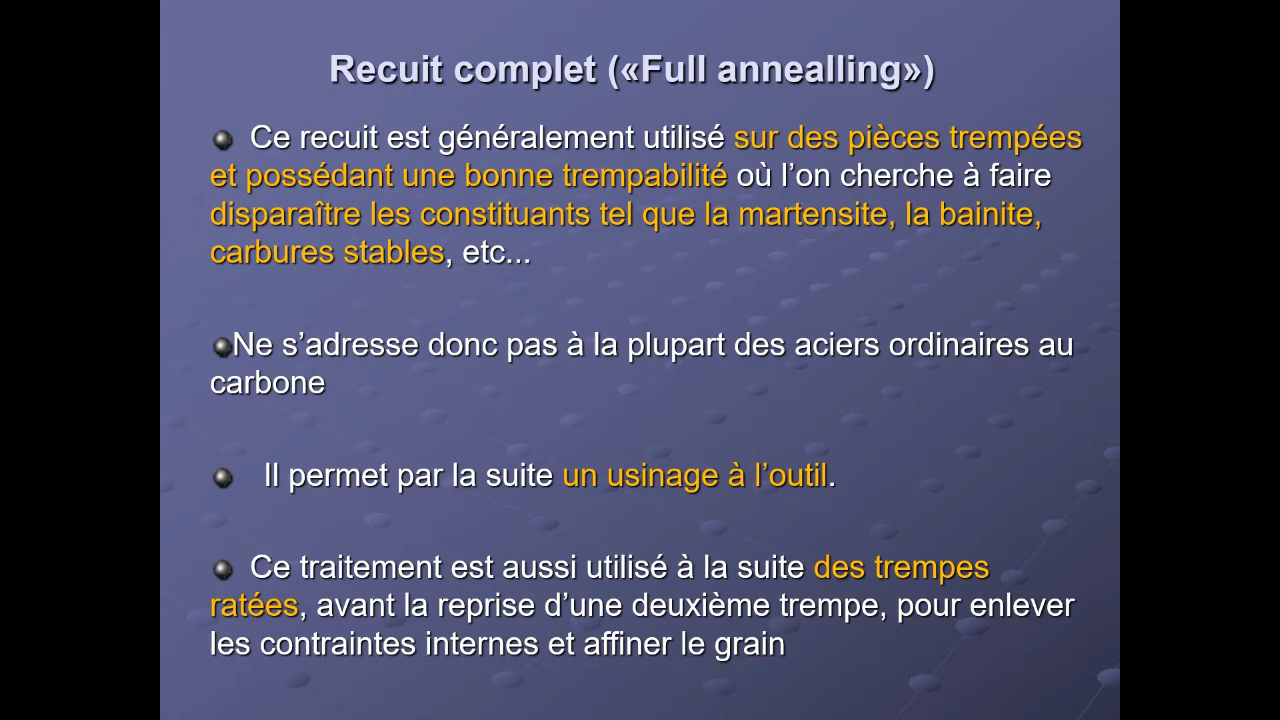 Recuit complet («Full annealling»)
Ce recuit est généralement utilisé sur des pièces trempées
et possédant une bonne trempabilité où l’on cherche à faire
disparaître les constituants tel que la martensite, la bainite,
carbures stables, etc...
Ne s’adresse donc pas à la plupart des aciers ordinaires au
carbone
Il permet par la suite un usinage à l’outil.
Ce traitement est aussi utilisé à la suite des trempes
ratées, avant la reprise d’une deuxième trempe, pour enlever
les contraintes internes et affiner le grain